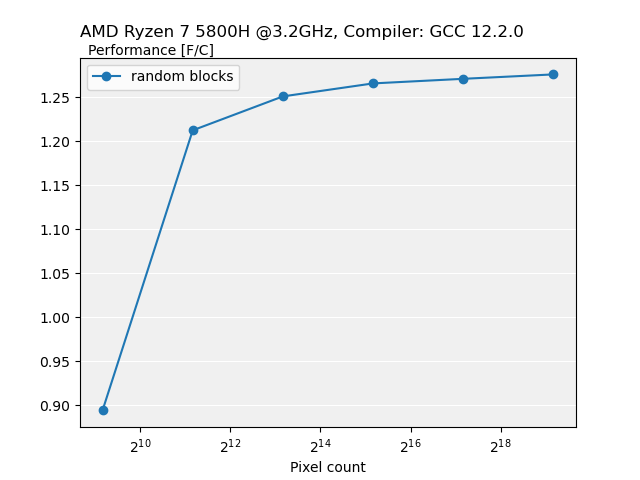 AMD Ryzen 7 5800H @3.2GHz, Compiler: GCC 12.2.0
Performance [F/C]
random blocks
1.25
1.20
1.15
1.10
1.05
1.00
0.95
0.90
2^10 2^12 2^14 2^16 2^18
Pixel count